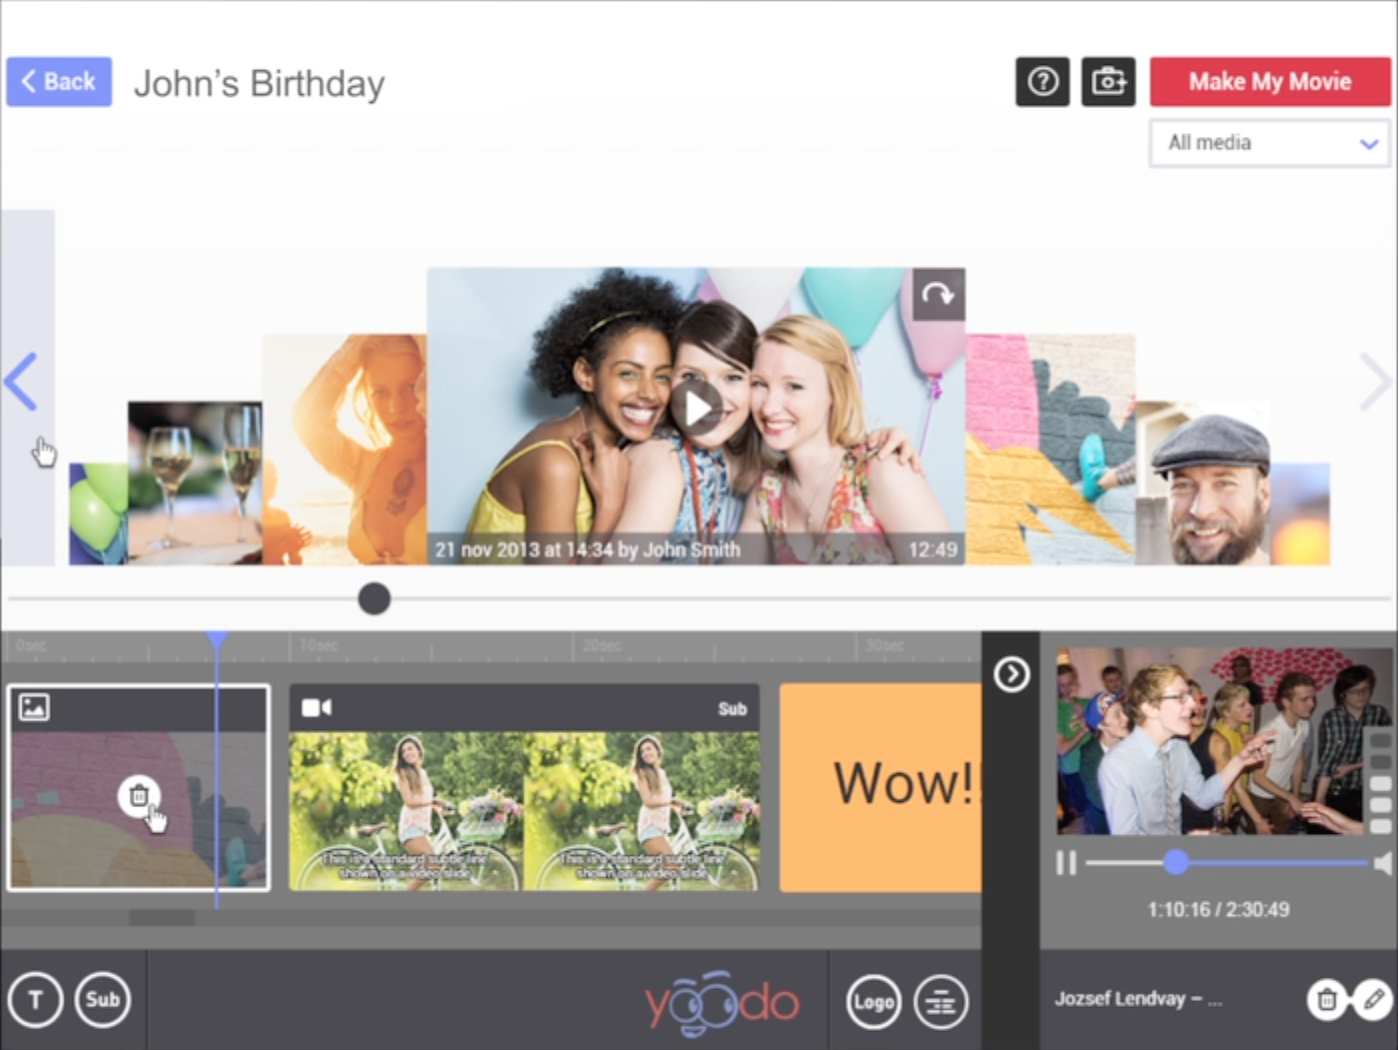 Back
John's Birthday
Make My Movie
All media
21 nov 2013 at 14:34 by John Smith
12:49
0sec
10sec
20sec
30sec
Sub
This is a standard subtitle line
shown on a video slide
This is a standard subtitle line
shown on a video slide
Wow!!
1:10:16 / 2:30:49
T
Sub
yoodo
Logo
Jozsef Lendvay – ...